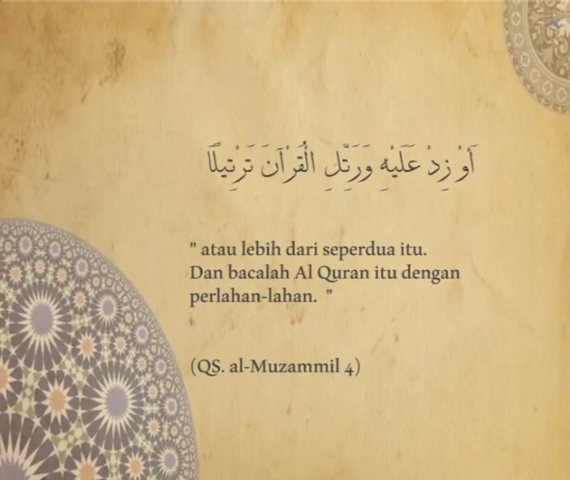 أَوْ زِدْ عَلَيْهِ وَرَتِّلِ الْقُرْآنَ تَرْتِيلًا
" atau lebih dari seperdua itu.
Dan bacalah Al Quran itu dengan
perlahan-lahan. "
(QS. al-Muzammil 4)